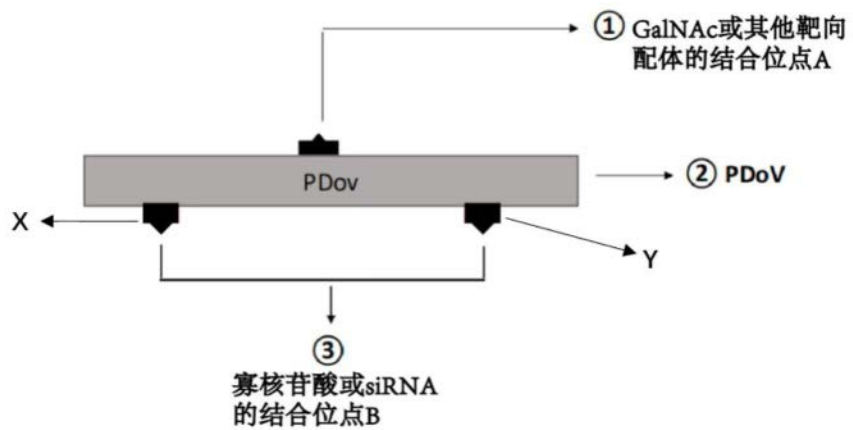 ① GalNAc或其他靶向
配体的结合位点A
PDov
② PDoV
X
Y
③
寡核苷酸或siRNA
的结合位点B